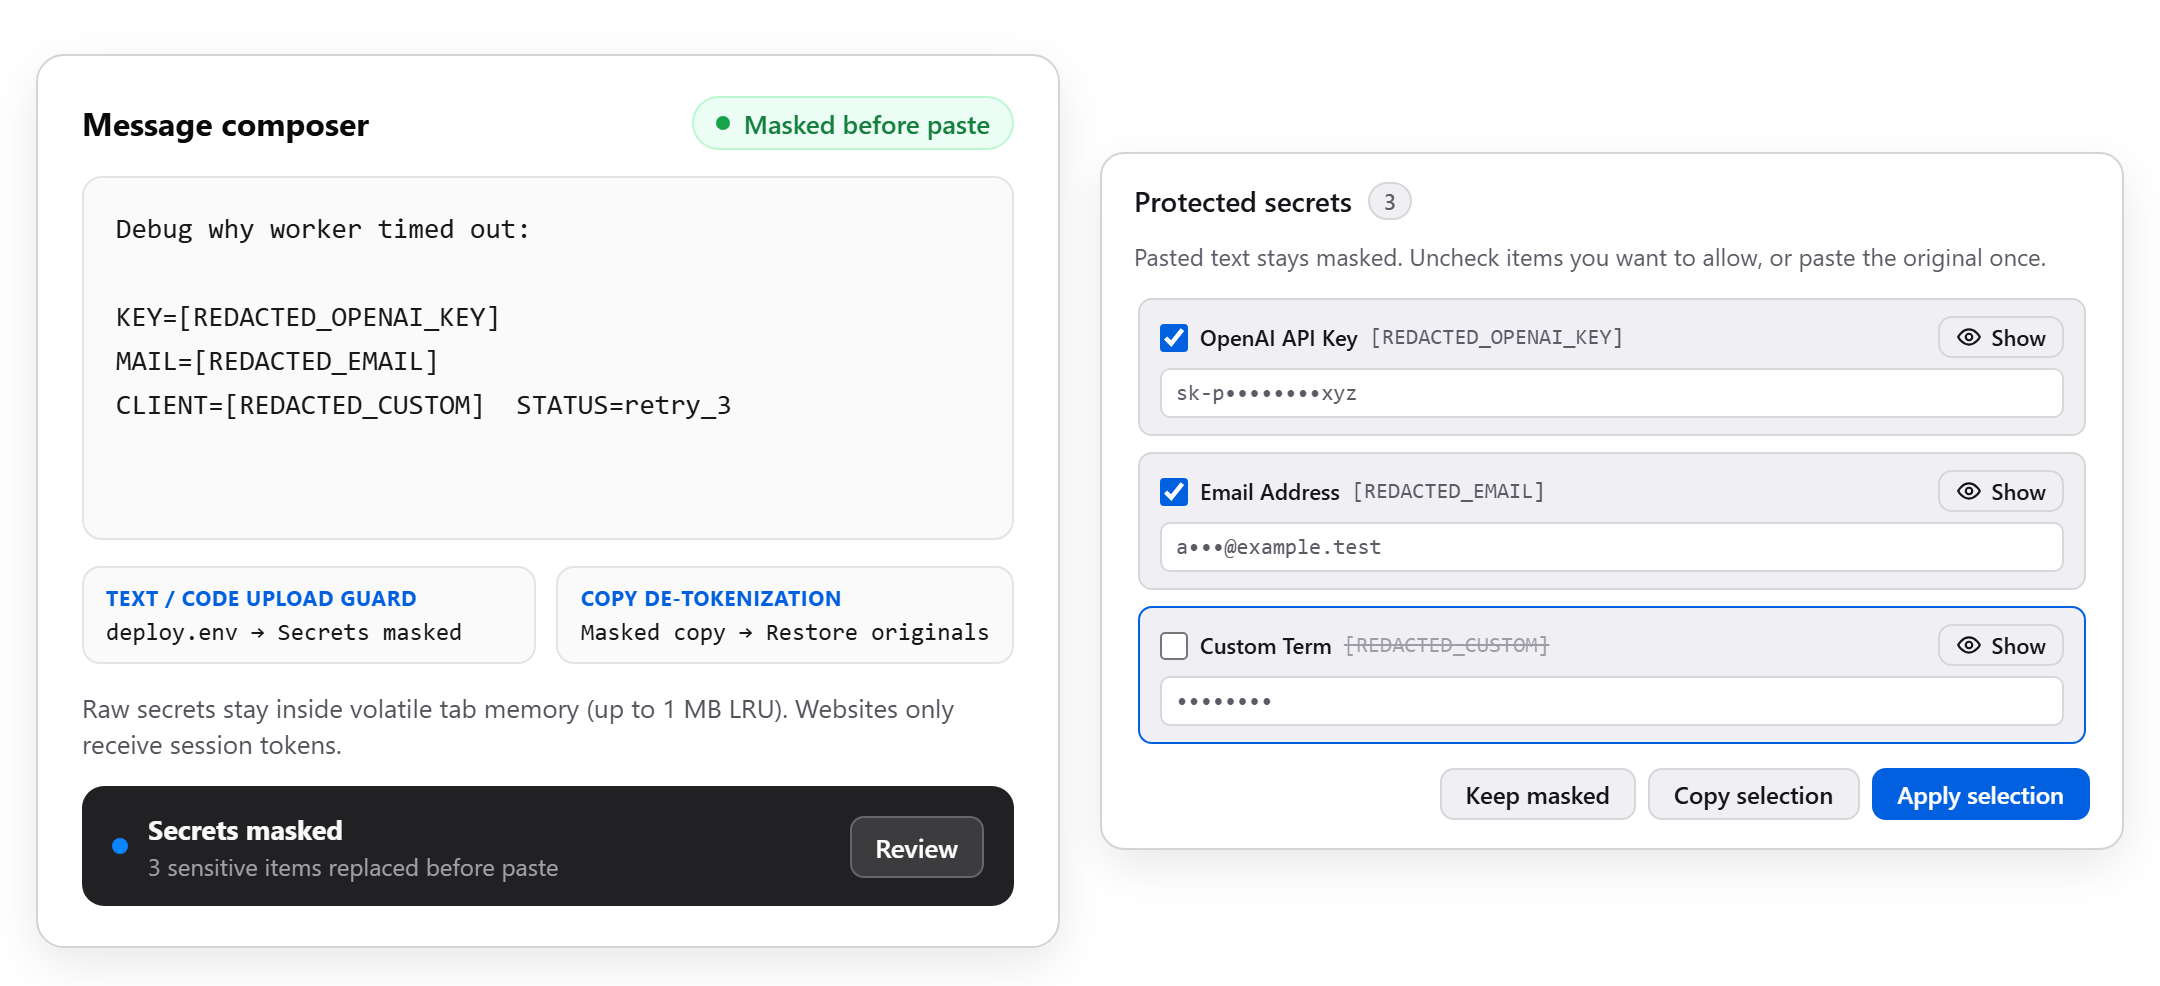 Message composer
Masked before paste
Debug why worker timed out:
KEY=[REDACTED_OPENAI_KEY]
MAIL=[REDACTED_EMAIL]
CLIENT=[REDACTED_CUSTOM]  STATUS=retry_3
TEXT / CODE UPLOAD GUARD
deploy.env → Secrets masked
COPY DE-TOKENIZATION
Masked copy → Restore originals
Raw secrets stay inside volatile tab memory (up to 1 MB LRU). Websites only
receive session tokens.
Secrets masked
3 sensitive items replaced before paste
Review
Protected secrets 3
Pasted text stays masked. Uncheck items you want to allow, or paste the original once.
OpenAI API Key [REDACTED_OPENAI_KEY] Show
sk-p••••••••xyz
Email Address [REDACTED_EMAIL] Show
a•••@example.test
Custom Term [REDACTED_CUSTOM] Show
••••••••
Keep masked Copy selection Apply selection